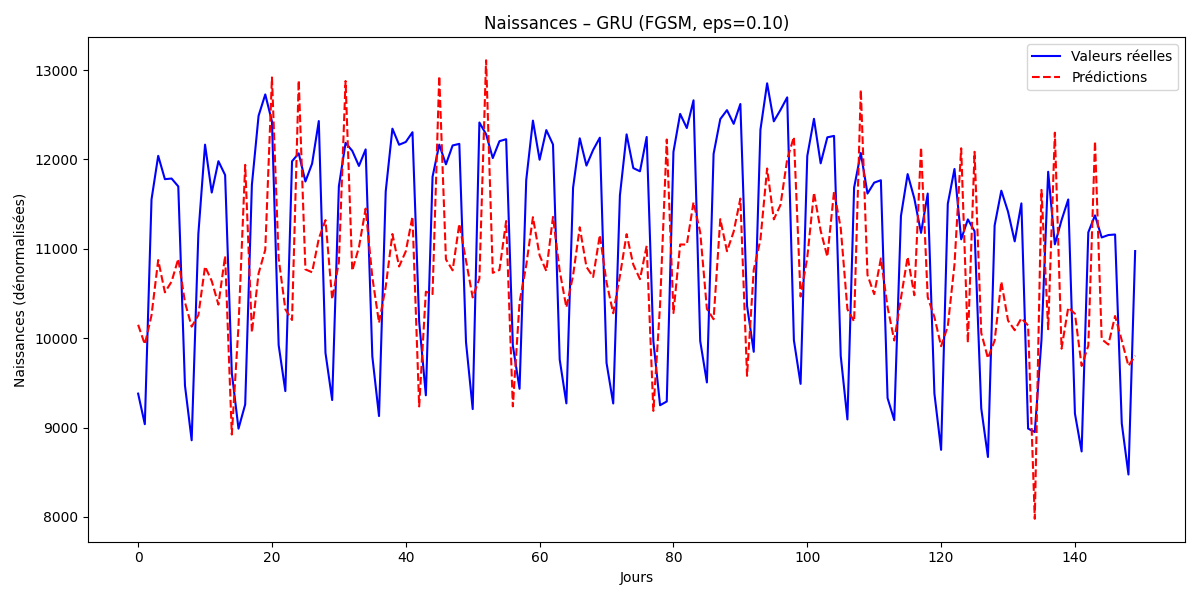 Naissances – GRU (FGSM, eps=0.10)
Valeurs réelles
Prédictions
Naissances (dénormalisées)
13000
12000
11000
10000
9000
8000
0 20 40 60 80 100 120 140
Jours